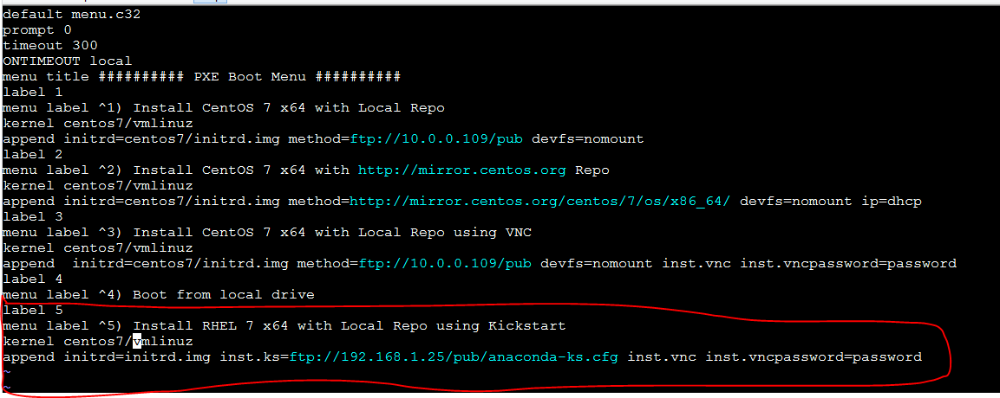 default menu.c32
prompt 0
timeout 300
ONTIMEOUT local
menu title ########## PXE Boot Menu ##########
label 1
menu label ^1) Install CentOS 7 x64 with Local Repo
kernel centos7/vmlinuz
append initrd=centos7/initrd.img method=ftp://10.0.0.109/pub devfs=nomount
label 2
menu label ^2) Install CentOS 7 x64 with http://mirror.centos.org Repo
kernel centos7/vmlinuz
append initrd=centos7/initrd.img method=http://mirror.centos.org/centos/7/os/x86_64/ devfs=nomount ip=dhcp
label 3
menu label ^3) Install CentOS 7 x64 with Local Repo using VNC
kernel centos7/vmlinuz
append  initrd=centos7/initrd.img method=ftp://10.0.0.109/pub devfs=nomount inst.vnc inst.vncpassword=password
label 4
menu label ^4) Boot from local drive
label 5
menu label ^5) Install RHEL 7 x64 with Local Repo using Kickstart
kernel centos7/vmlinuz
append initrd=initrd.img inst.ks=ftp://192.168.1.25/pub/anaconda-ks.cfg inst.vnc inst.vncpassword=password
~
~